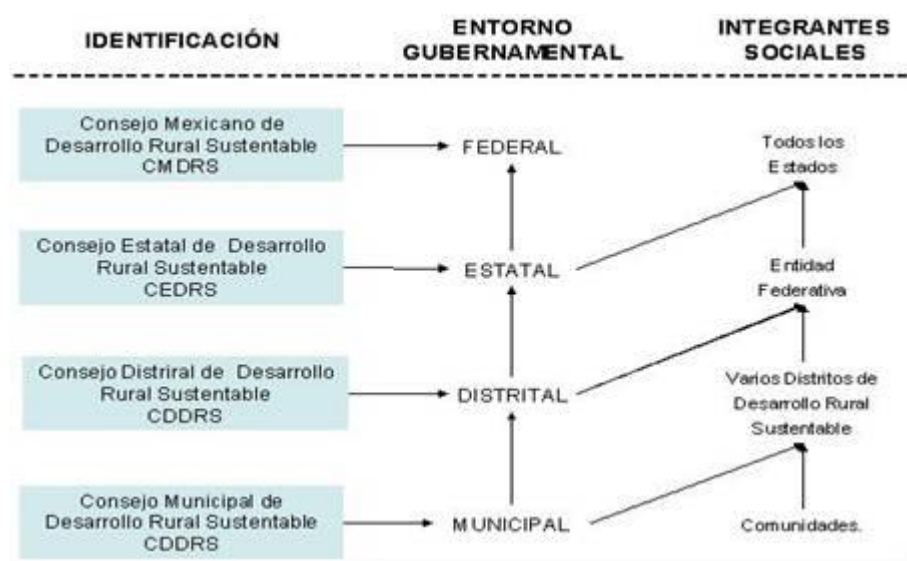 IDENTIFICACIÓN
ENTORNO
GUBERNAMENTAL
INTEGRANTES
SOCIALES
Consejo Mexicano de
Desarrollo Rural Sustentable
CMDRS
FEDERAL
Todos los
Estados
Consejo Estatal de Desarrollo
Rural Sustentable
CEDRS
ESTATAL
Entidad
Federativa
Consejo Distriral de Desarrollo
Rural Sustentable
CDDRS
DISTRITAL
Varios Distritos de
Desarrollo Rural
Sustentable
Consejo Municipal de
Desarrollo Rural Sustentable
CDDRS
MUNICIPAL
Comunidades.